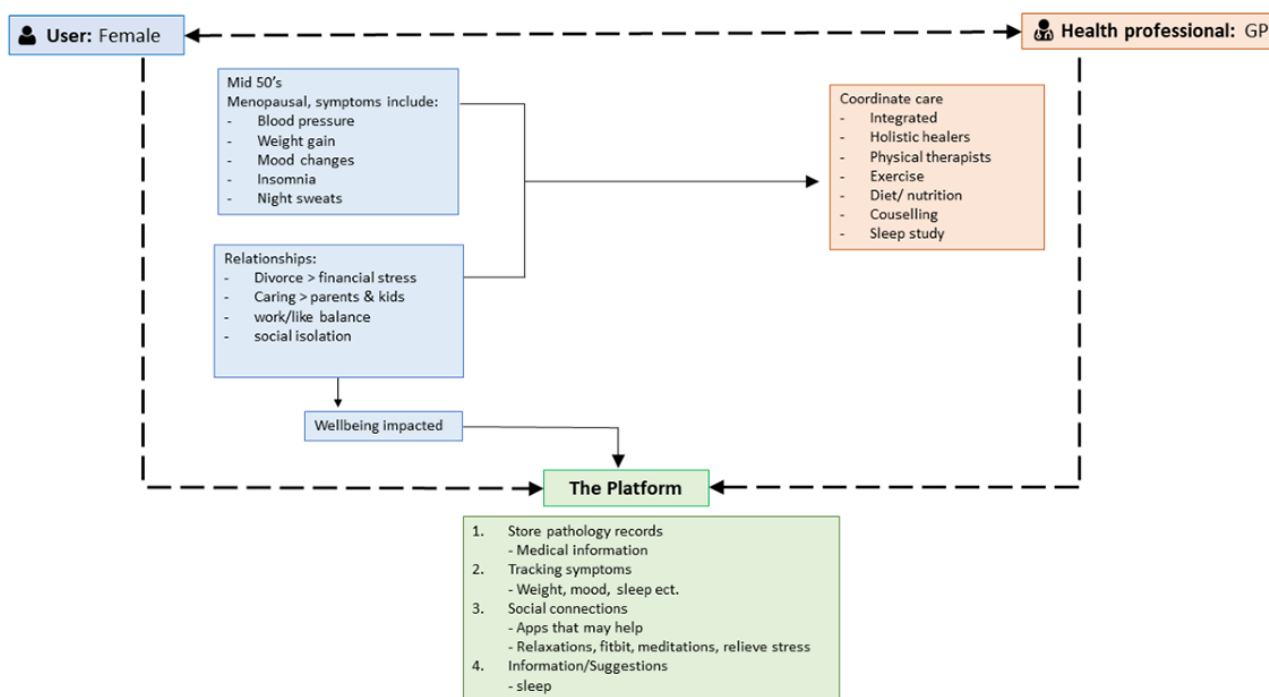 User: Female
Health professional: GP
Mid 50's
Menopausal, symptoms include:
- Blood pressure
- Weight gain
- Mood changes
- Insomnia
- Night sweats
Coordinate care
- Integrated
- Holistic healers
- Physical therapists
- Exercise
- Diet/ nutrition
- Couselling
- Sleep study
Relationships:
- Divorce > financial stress
- Caring > parents & kids
- work/like balance
- social isolation
Wellbeing impacted
The Platform
1. Store pathology records
- Medical information
2. Tracking symptoms
- Weight, mood, sleep ect.
3. Social connections
- Apps that may help
- Relaxations, fitbit, meditations, relieve stress
4. Information/Suggestions
- sleep